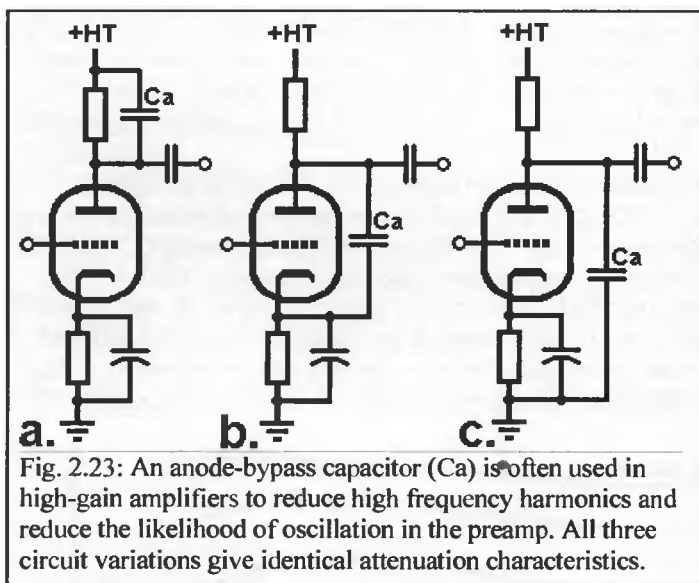 +HT +HT +HT
Ca
Ca
Ca
a. b. c.
Fig. 2.23: An anode-bypass capacitor (Ca) is often used in
high-gain amplifiers to reduce high frequency harmonics and
reduce the likelihood of oscillation in the preamp. All three
circuit variations give identical attenuation characteristics.